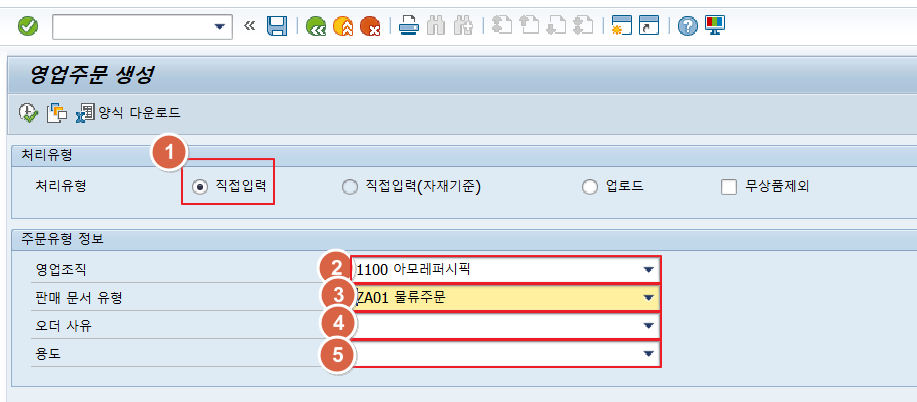 영업주문 생성
양식 다운로드
1
처리유형
처리유형 직접입력 직접입력(자재기준) 업로드 무상품제외
주문유형 정보
영업조직 2 1100 아모레퍼시픽
판매 문서 유형 3 ZA01 물류주문
오더 사유 4
용도 5